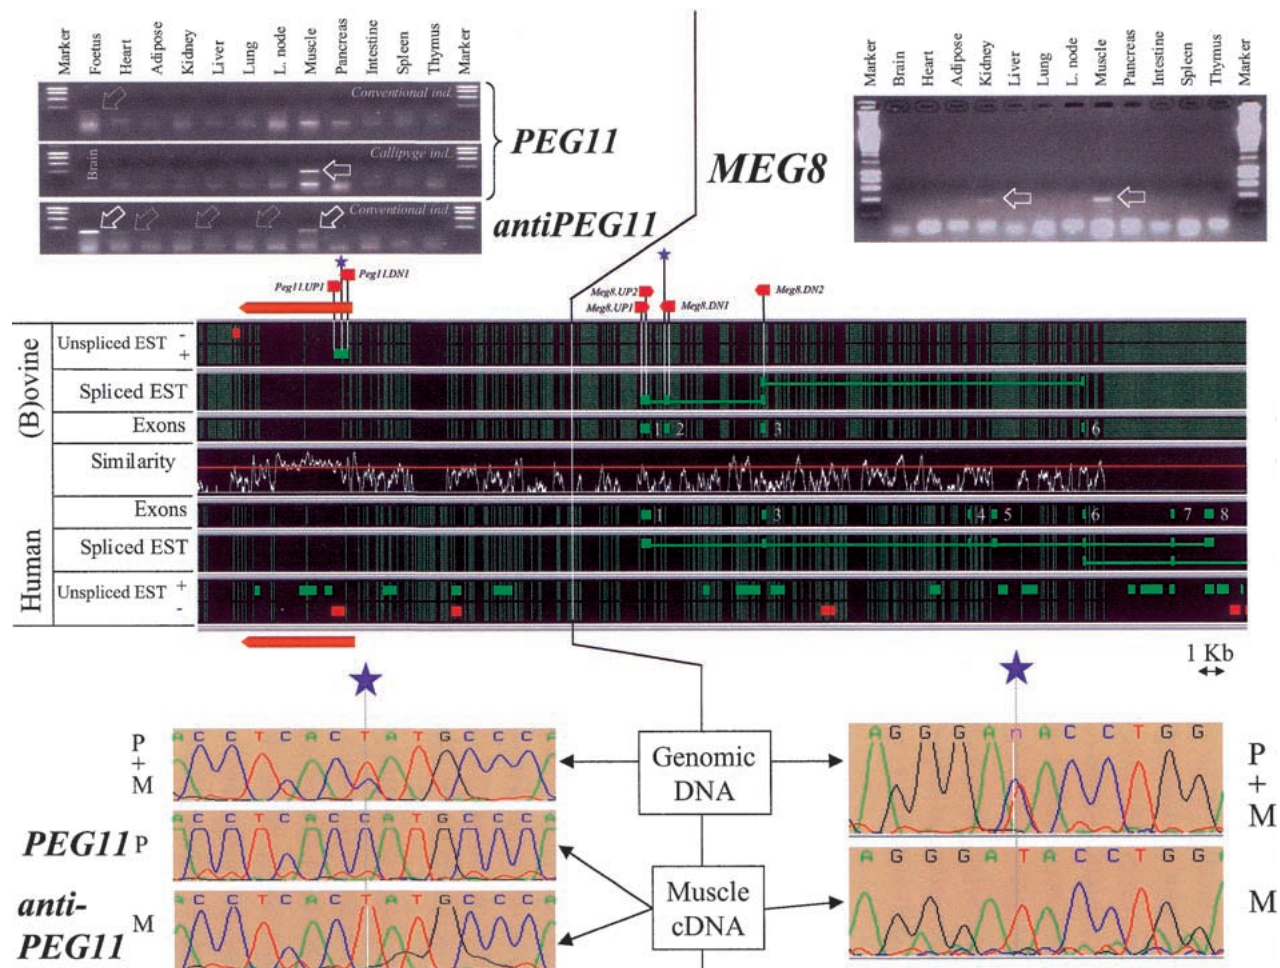 Marker Foetus Heart Adipose Kidney Liver Lung L. node Muscle Pancreas Intestine Spleen Thymus Marker
Conventional ind.
Brain
Callipyge ind.
Conventional ind.
PEG11
antiPEG11
MEG8
Marker Brain Heart Adipose Kidney Liver Lung L. node Muscle Pancreas Intestine Spleen Thymus Marker
Peg11.UP1
Peg11.DN1
Meg8.UP2
Meg8.UP1
Meg8.DN1
Meg8.DN2
(B)ovine
Unspliced EST - +
Spliced EST
Exons 1 2 3 6
Similarity
Human
Exons 1 3 4 5 6 7 8
Spliced EST
Unspliced EST + -
1 Kb
P + M
A C C T C A C T A T G C C C A
Genomic DNA
A G G G A n A C C T G G
P + M
PEG11 P
A C C T C A C C A T G C C C A
anti-PEG11 M
A C C T C A C T A T G C C C A
Muscle cDNA
A G G G A T A C C T G G
M